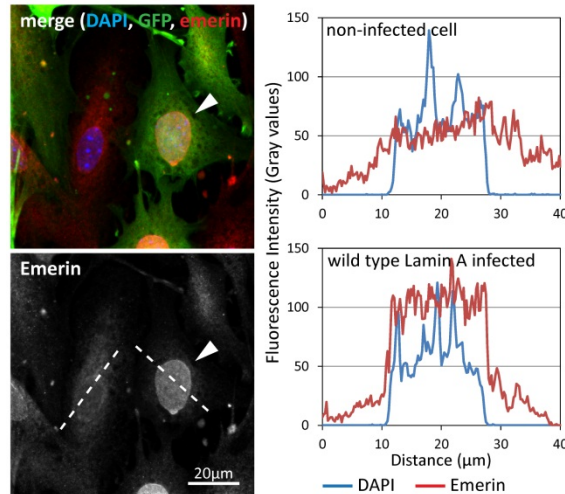 merge (DAPI, GFP, emerin)
Emerin
20µm
Fluorescence Intensity (Gray values)
non-infected cell
150
100
50
0
0 10 20 30 40
wild type Lamin A infected
150
100
50
0
0 10 20 30 40
Distance (µm)
DAPI Emerin